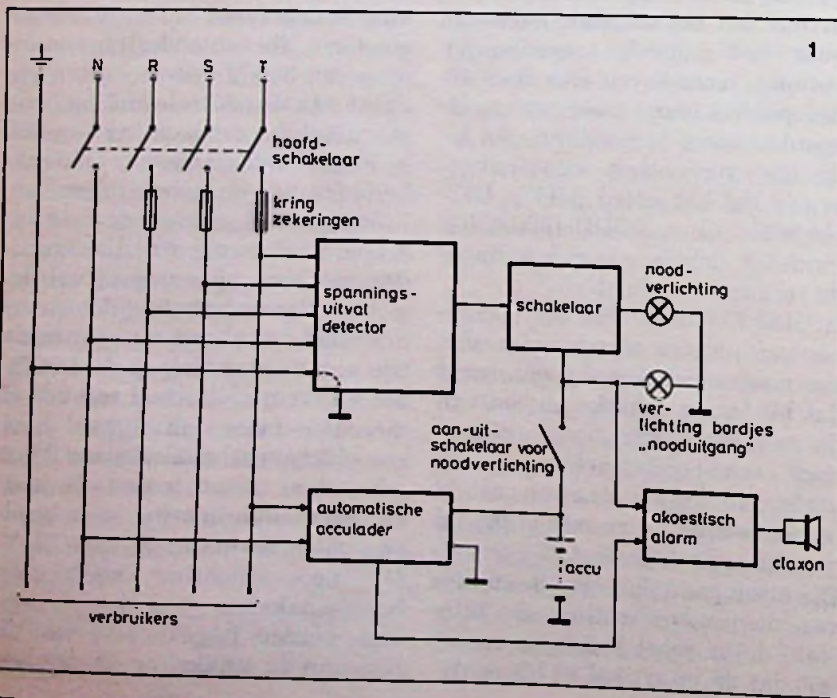 1
N R S T
hoofd-
schakelaar
kring
zekeringen
spannings-
uitval
detector
schakelaar
nood-
verlichting
ver-
lichting bordjes
„nooduitgang"
aan-uit-
schakelaar voor
noodverlichting
automatische
acculader
accu
akoestisch
alarm
claxon
verbruikers